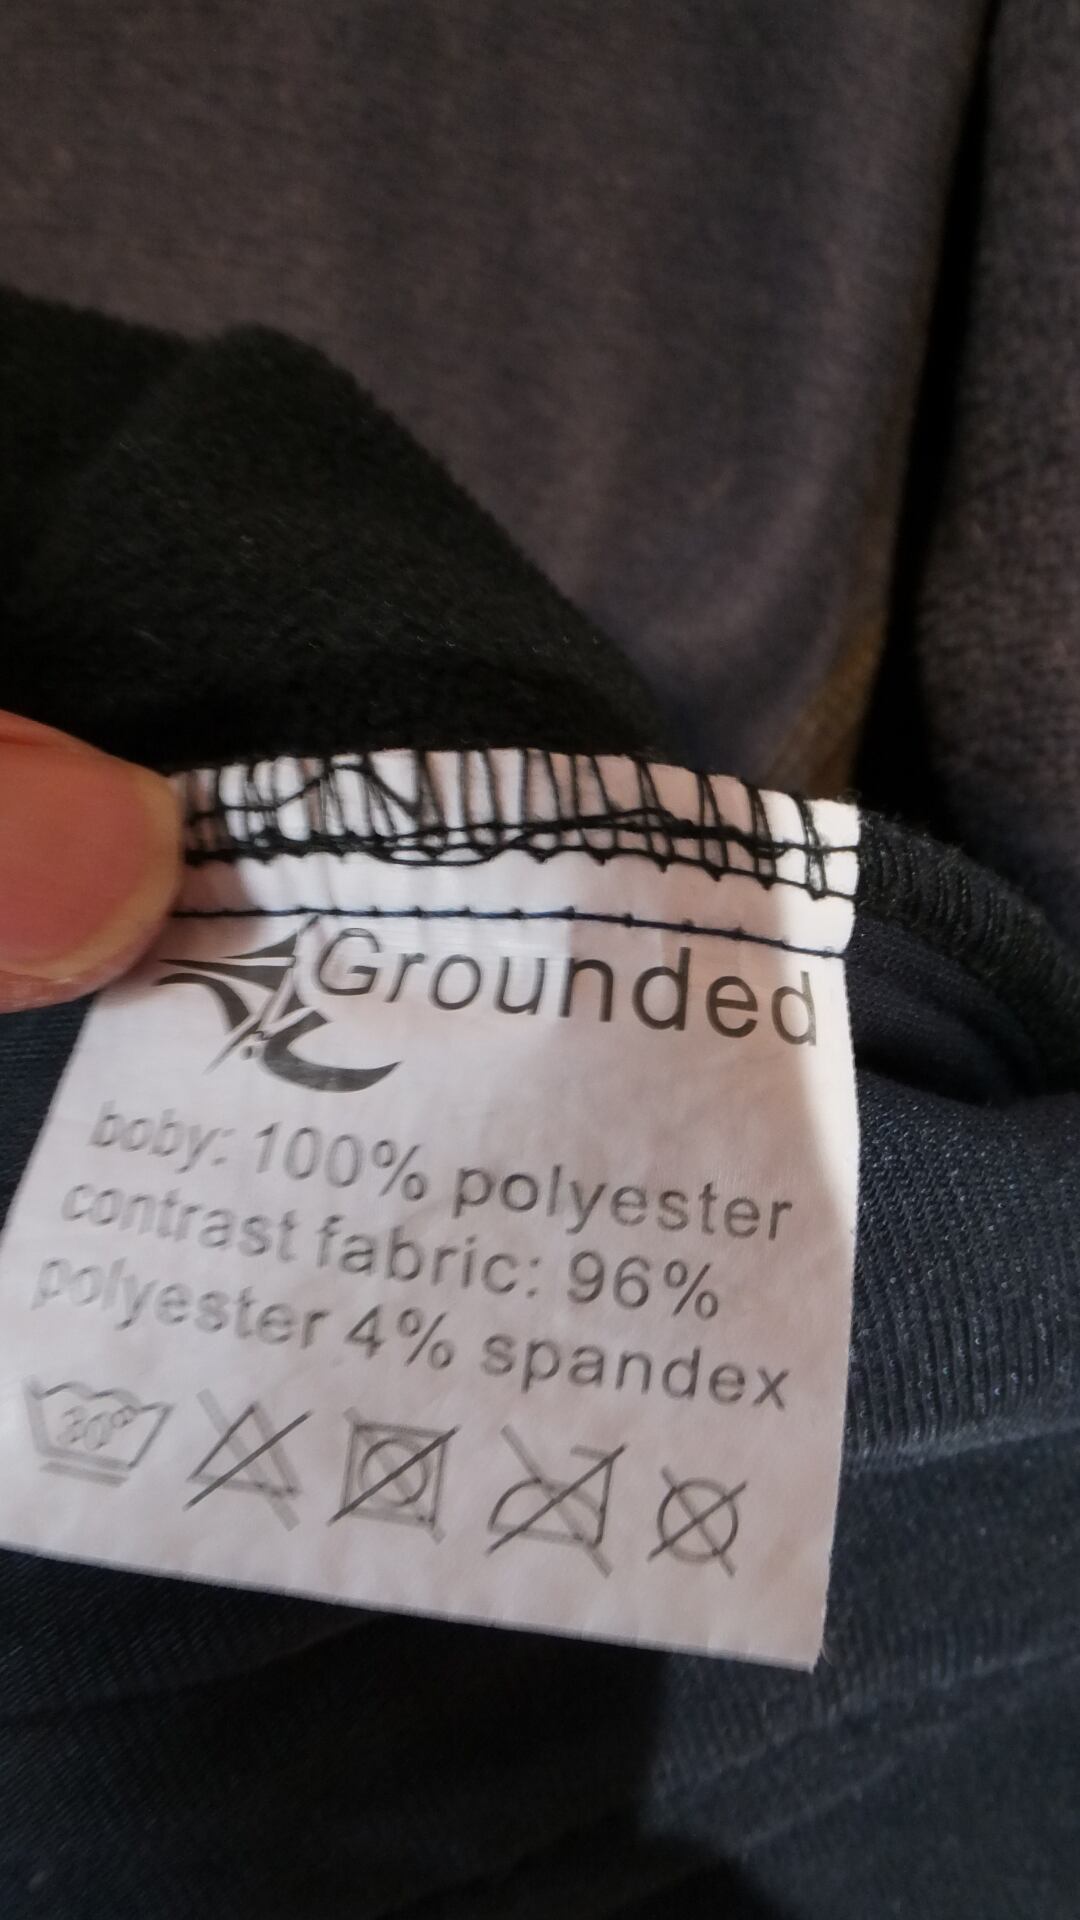 Grounded
boby: 100% polyester
contrast fabric: 96%
polyester 4% spandex
30°